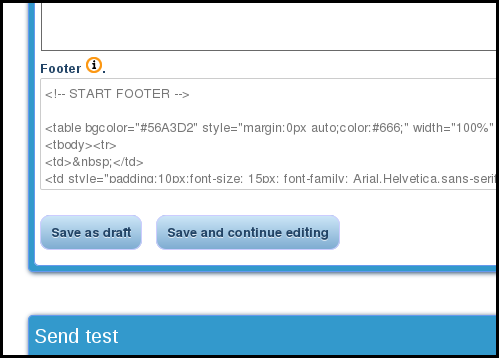 Footer i.
<!-- START FOOTER -->
<table bgcolor="#56A3D2" style="margin:0px auto;color:#666;" width="100%"
<tbody><tr>
<td>&nbsp;</td>
<td style="padding:10px;font-size: 15px; font-family: Arial,Helvetica,sans-serif
Save as draft Save and continue editing
Send test